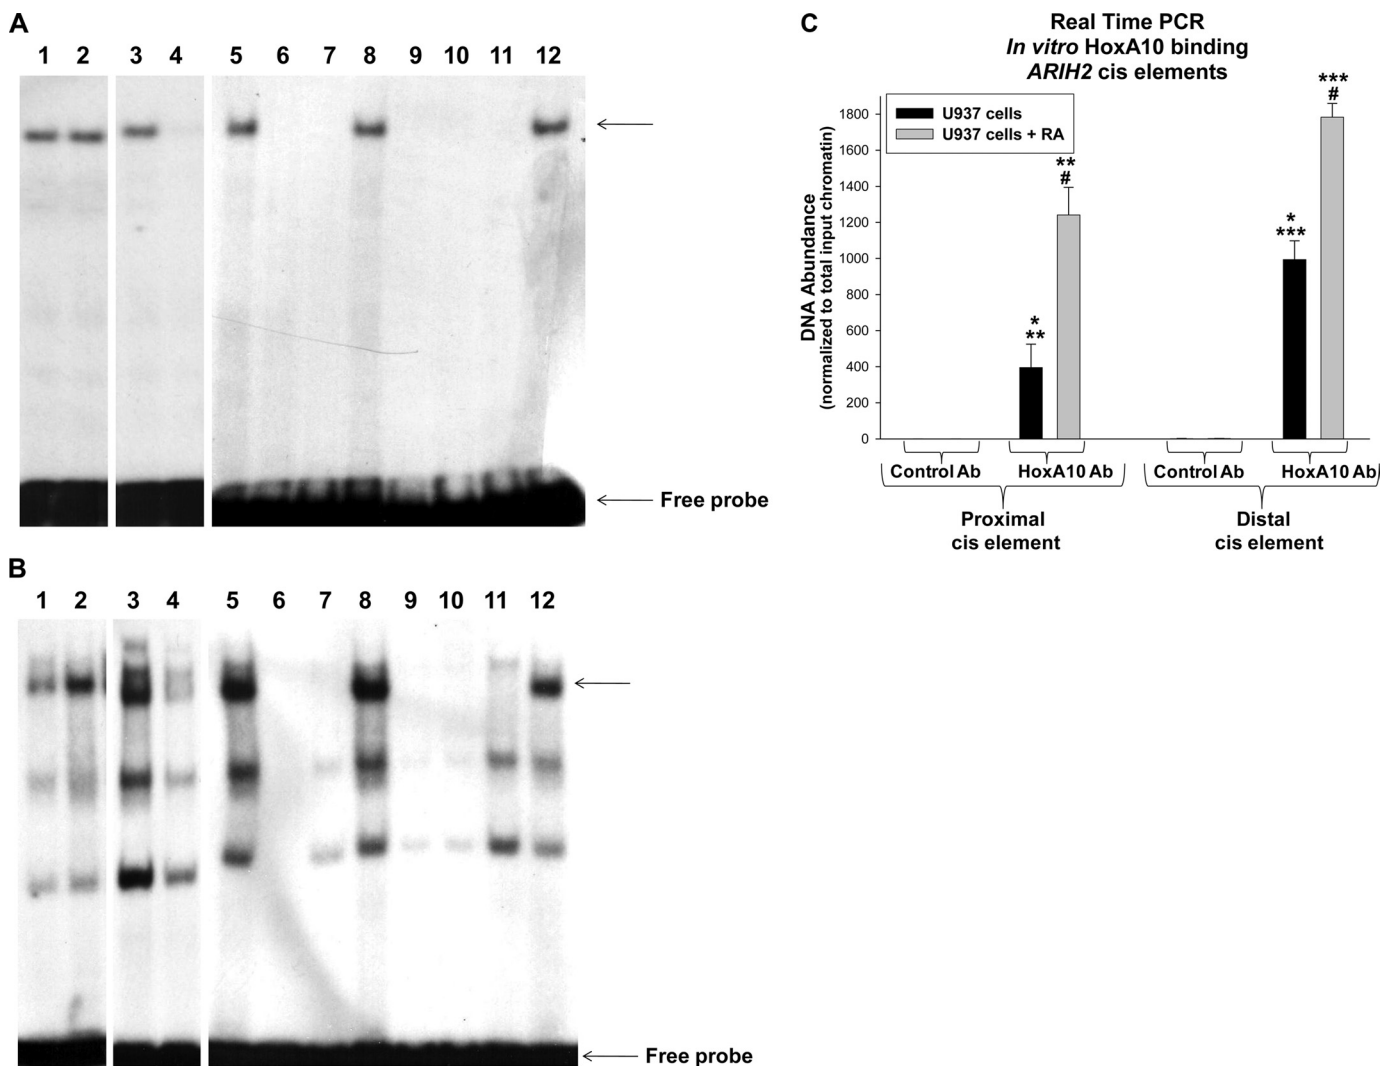 A
1 2 3 4 5 6 7 8 9 10 11 12
Free probe
B
1 2 3 4 5 6 7 8 9 10 11 12
Free probe
C
Real Time PCR
In vitro HoxA10 binding
ARIH2 cis elements
U937 cells
U937 cells + RA
DNA Abundance
(normalized to total input chromatin)
1800
1600
1400
1200
1000
800
600
400
200
0
*
**
**
#
*
***
***
#
Control Ab HoxA10 Ab Control Ab HoxA10 Ab
Proximal
cis element
Distal
cis element